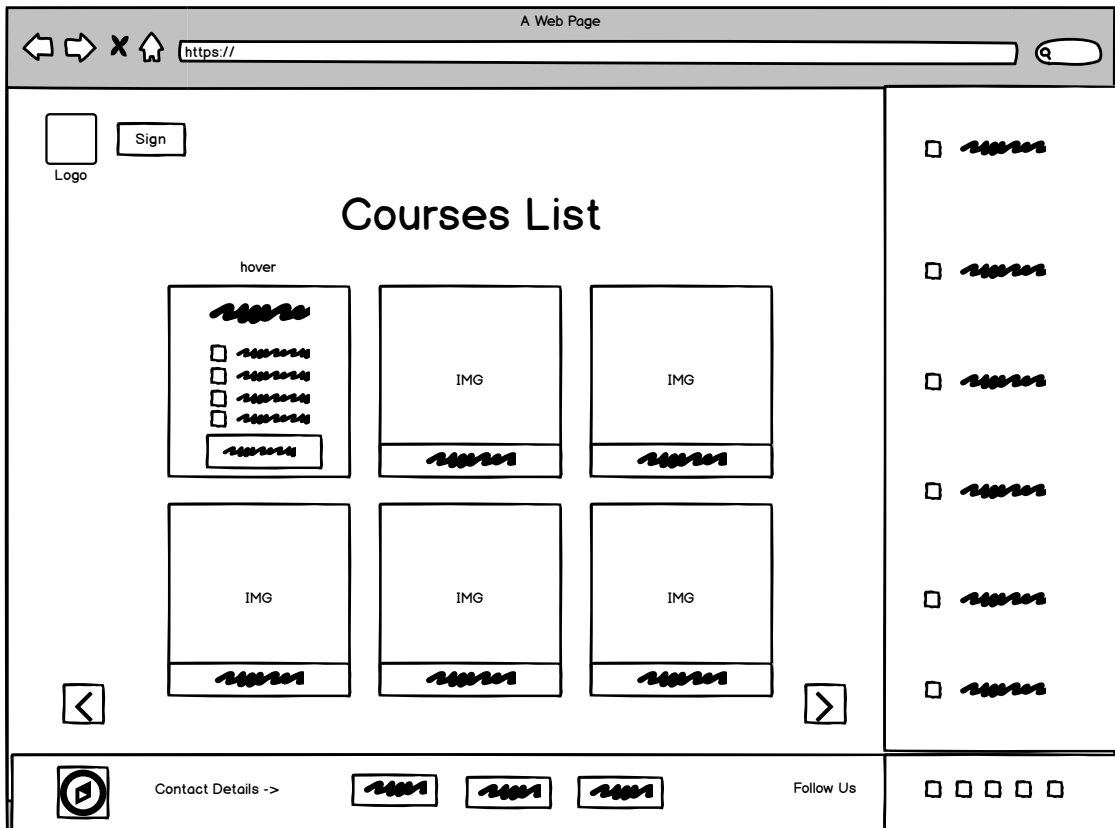 A Web Page
https://
Sign
Logo
Courses List
hover
IMG
IMG
IMG
IMG
IMG
Contact Details ->
Follow Us